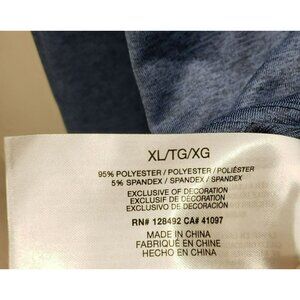 XL/TG/XG
95% POLYESTER / POLYESTER / POLIÉSTER
5% SPANDEX / SPANDEX / SPANDEX
EXCLUSIVE OF DECORATION
EXCLUSIF DE DECORATION
EXCLUSIVO DE DECORACIÓN
RN# 128492 CA# 41097
MADE IN CHINA
FABRIQUÉ EN CHINE
HECHO EN CHINA